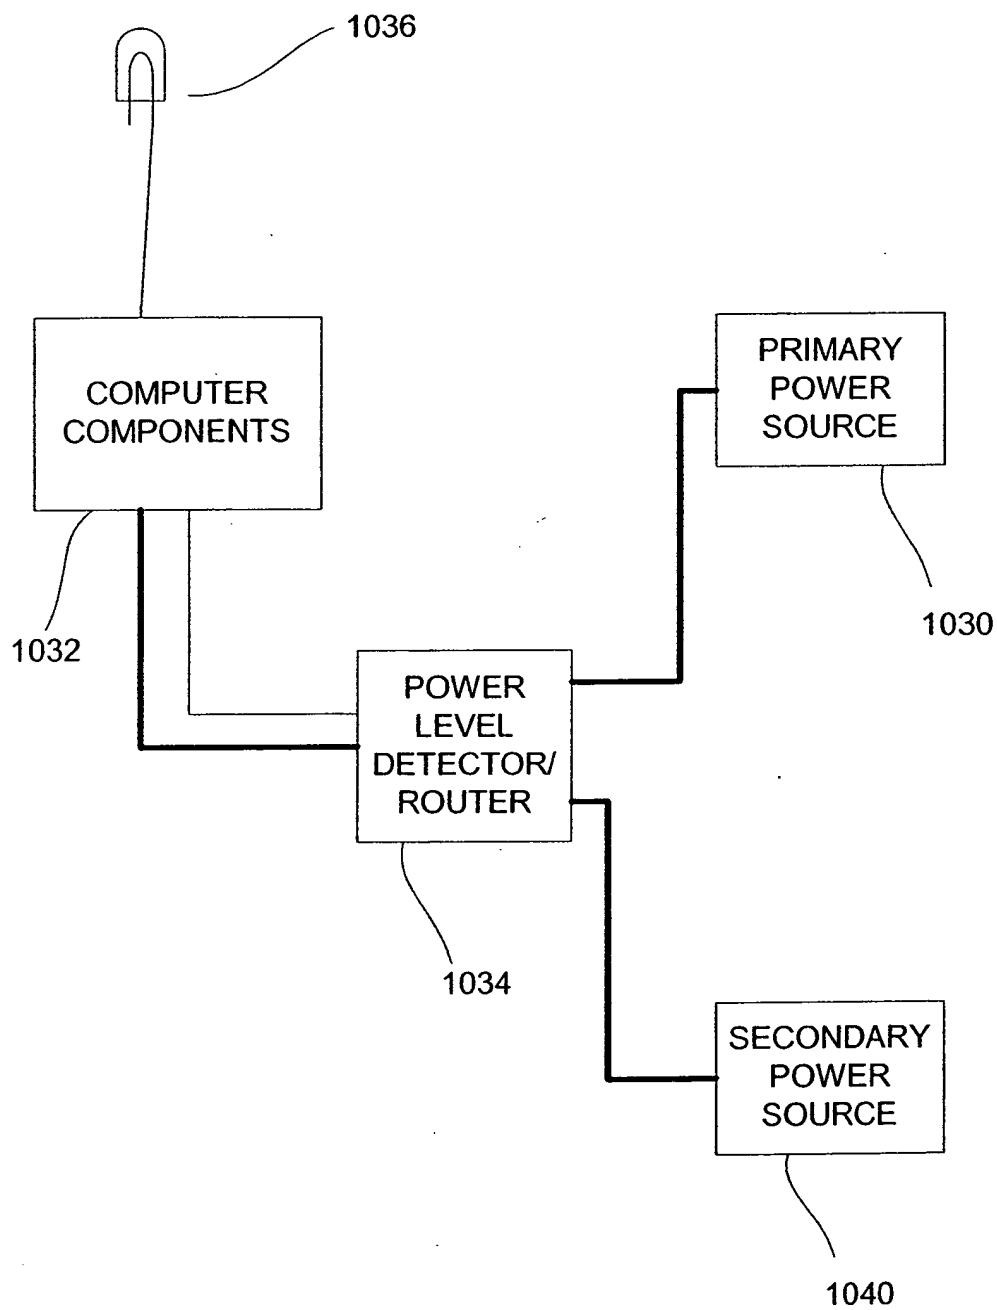 1036
COMPUTER
COMPONENTS
PRIMARY
POWER
SOURCE
1032
1030
POWER
LEVEL
DETECTOR/
ROUTER
1034
SECONDARY
POWER
SOURCE
1040